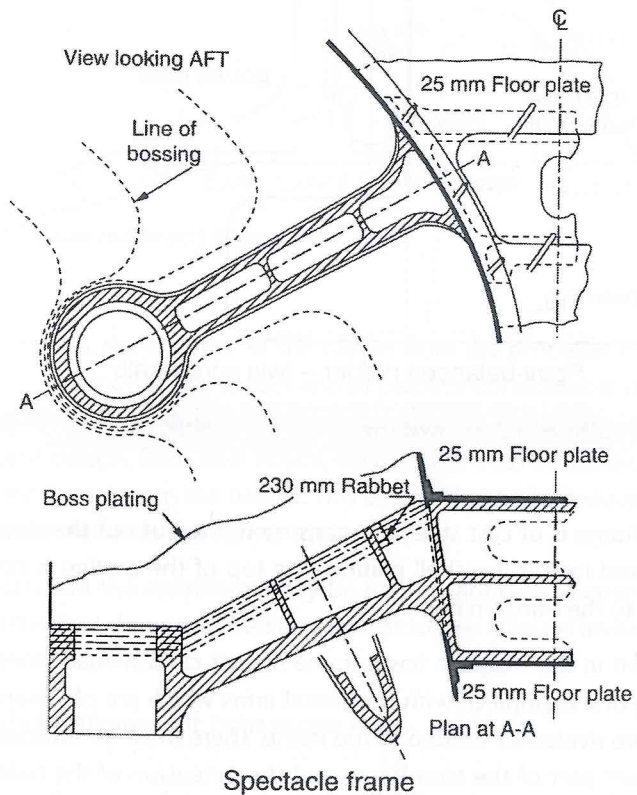 ℄
View looking AFT
25 mm Floor plate
Line of
bossing
A
A
25 mm Floor plate
230 mm Rabbet
Boss plating
25 mm Floor plate
Plan at A-A
Spectacle frame